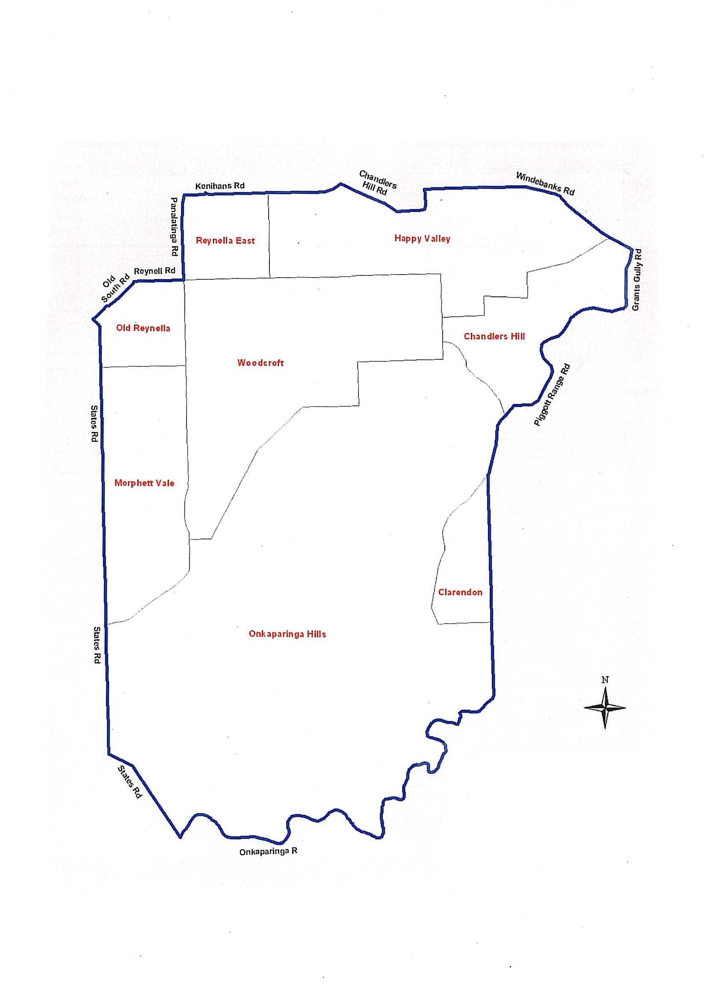 Chandlers
Hill Rd
Windebanks Rd
Kenihans Rd
Panalatinga Rd
Reynella East
Happy Valley
Grants Gully Rd
Reynell Rd
Old
South Rd
Old Reynella
Chandlers Hill
Woodcroft
Piggott Range Rd
States Rd
Morphett Vale
Clarendon
Onkaparinga Hills
States Rd
N
States Rd
Onkaparinga R